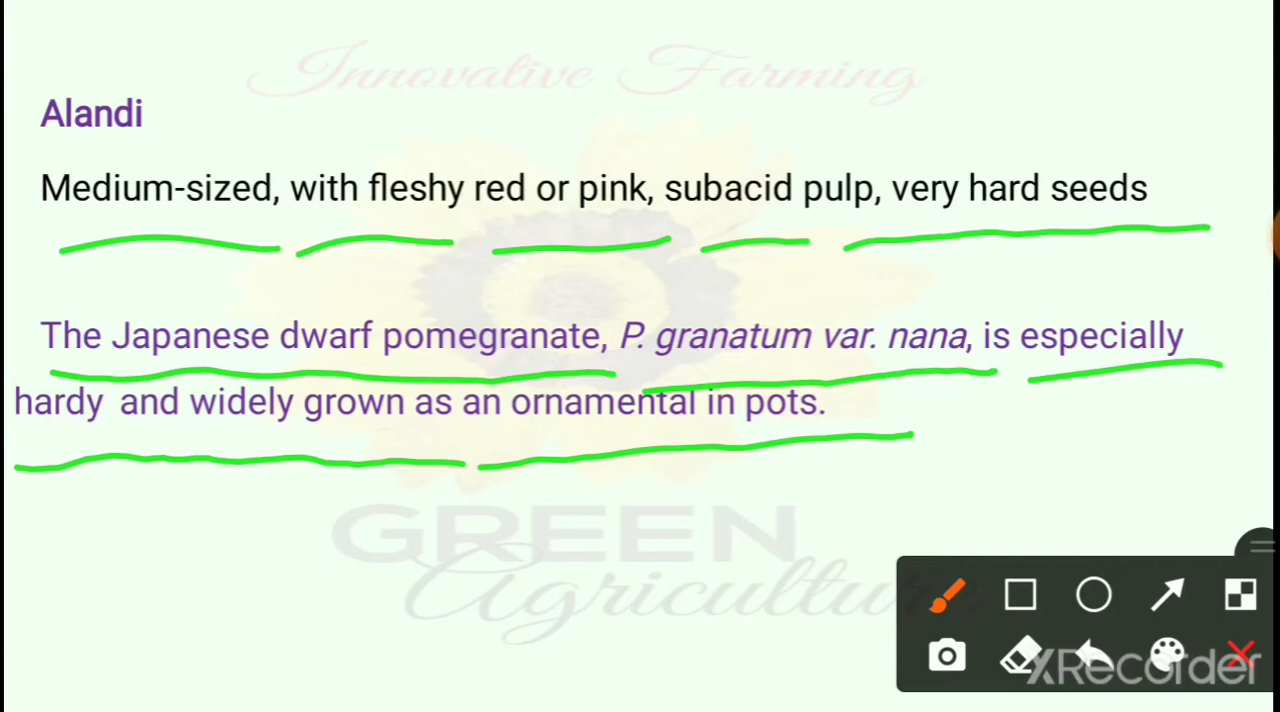 Innovative Farming
Alandi
Medium-sized, with fleshy red or pink, subacid pulp, very hard seeds
The Japanese dwarf pomegranate, P. granatum var. nana, is especially
hardy and widely grown as an ornamental in pots.
GREEN
Agriculture
XRecorder